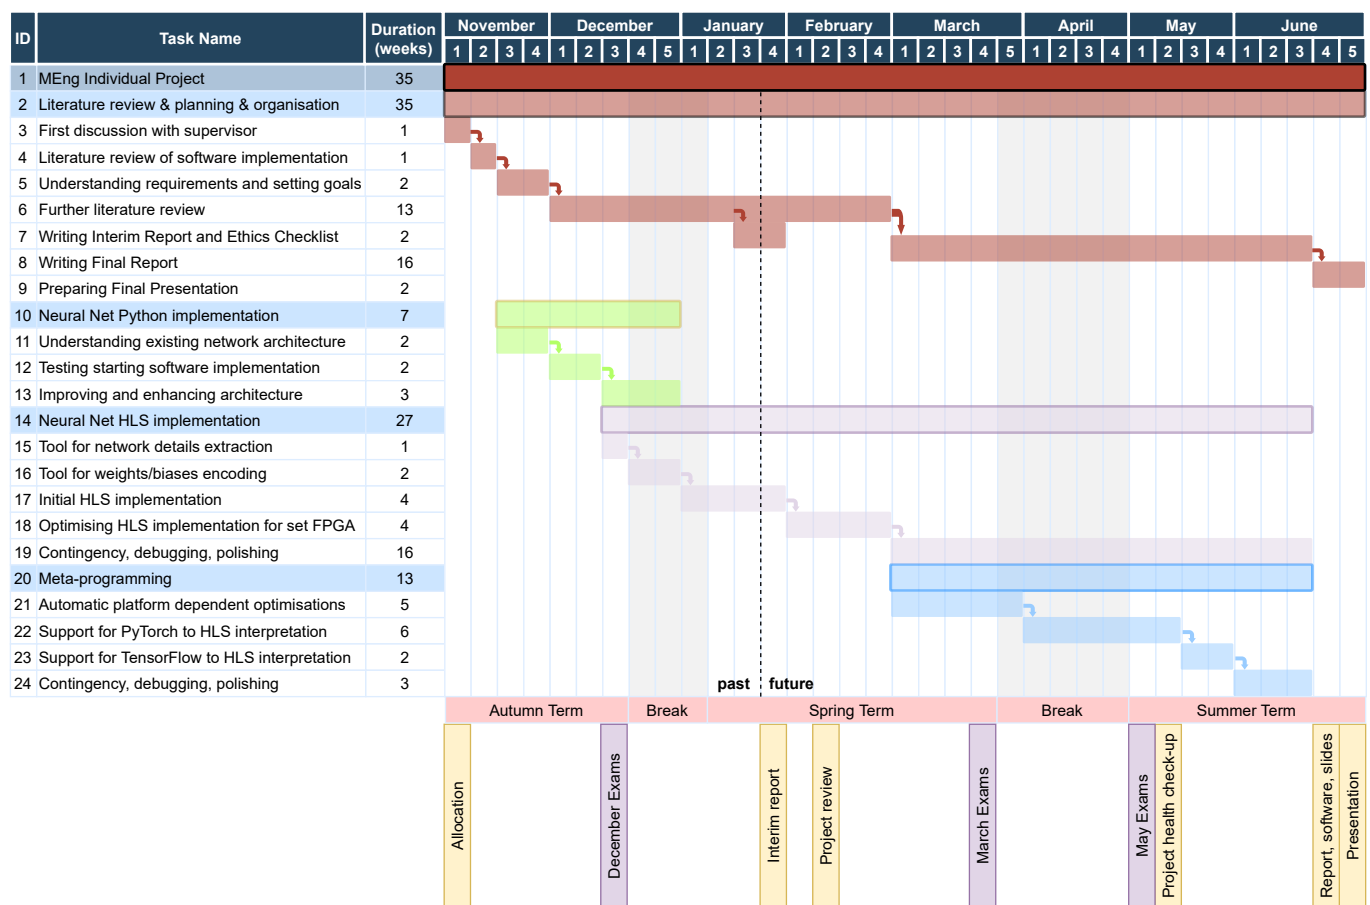 ID Task Name Duration (weeks) November December January February March April May June
1 2 3 4 1 2 3 4 5 1 2 3 4 1 2 3 4 1 2 3 4 5 1 2 3 4 1 2 3 4 1 2 3 4 5
1 MEng Individual Project 35
2 Literature review & planning & organisation 35
3 First discussion with supervisor 1
4 Literature review of software implementation 1
5 Understanding requirements and setting goals 2
6 Further literature review 13
7 Writing Interim Report and Ethics Checklist 2
8 Writing Final Report 16
9 Preparing Final Presentation 2
10 Neural Net Python implementation 7
11 Understanding existing network architecture 2
12 Testing starting software implementation 2
13 Improving and enhancing architecture 3
14 Neural Net HLS implementation 27
15 Tool for network details extraction 1
16 Tool for weights/biases encoding 2
17 Initial HLS implementation 4
18 Optimising HLS implementation for set FPGA 4
19 Contingency, debugging, polishing 16
20 Meta-programming 13
21 Automatic platform dependent optimisations 5
22 Support for PyTorch to HLS interpretation 6
23 Support for TensorFlow to HLS interpretation 2
24 Contingency, debugging, polishing 3
past future
Autumn Term Break Spring Term Break Summer Term
Allocation
December Exams
Interim report
Project review
March Exams
May Exams
Project health check-up
Report, software, slides
Presentation